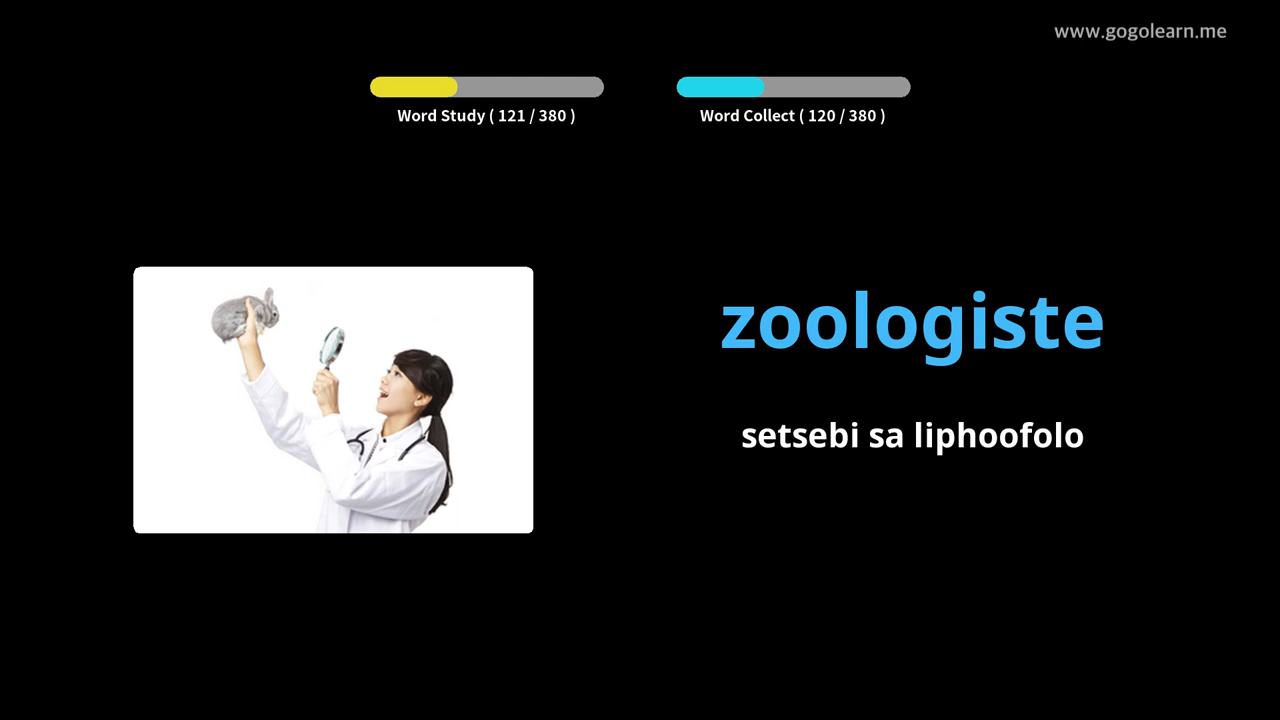 www.gogolearn.me
Word Study ( 121 / 380 )
Word Collect ( 120 / 380 )
zoologiste
setsebi sa liphoofolo